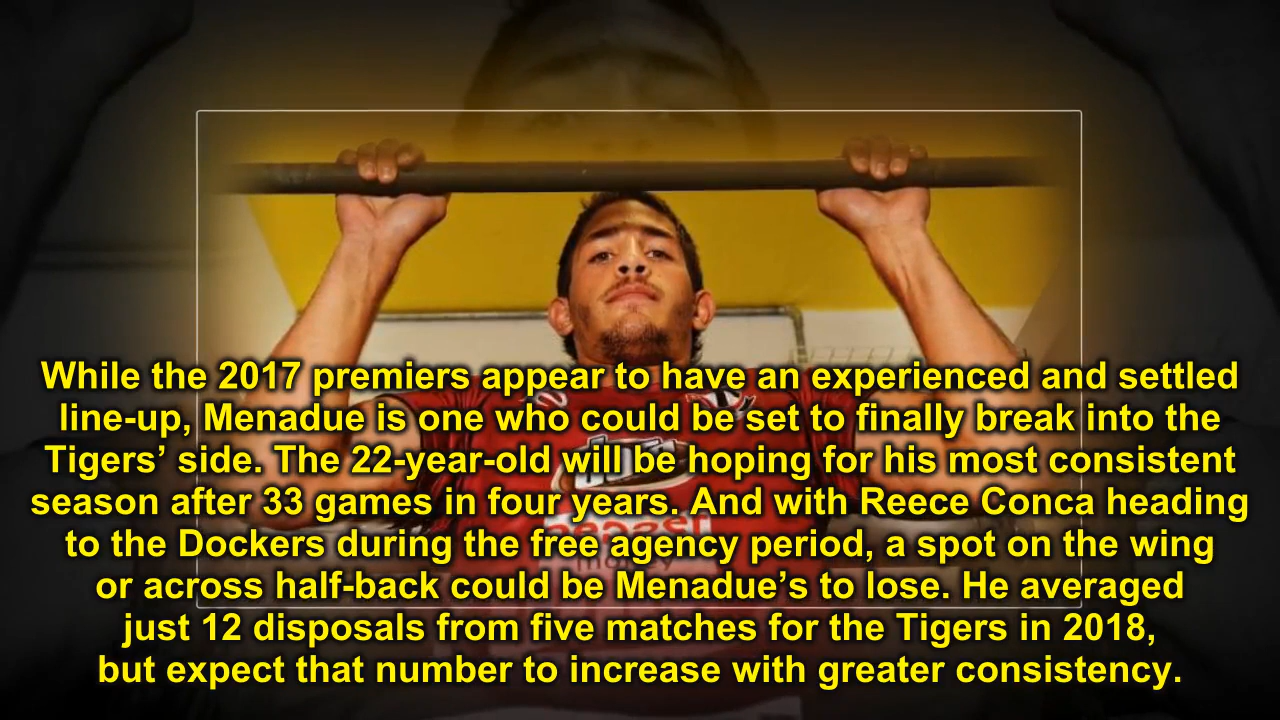 While the 2017 premiers appear to have an experienced and settled
line-up, Menadue is one who could be set to finally break into the
Tigers’ side. The 22-year-old will be hoping for his most consistent
season after 33 games in four years. And with Reece Conca heading
to the Dockers during the free agency period, a spot on the wing
or across half-back could be Menadue’s to lose. He averaged
just 12 disposals from five matches for the Tigers in 2018,
but expect that number to increase with greater consistency.